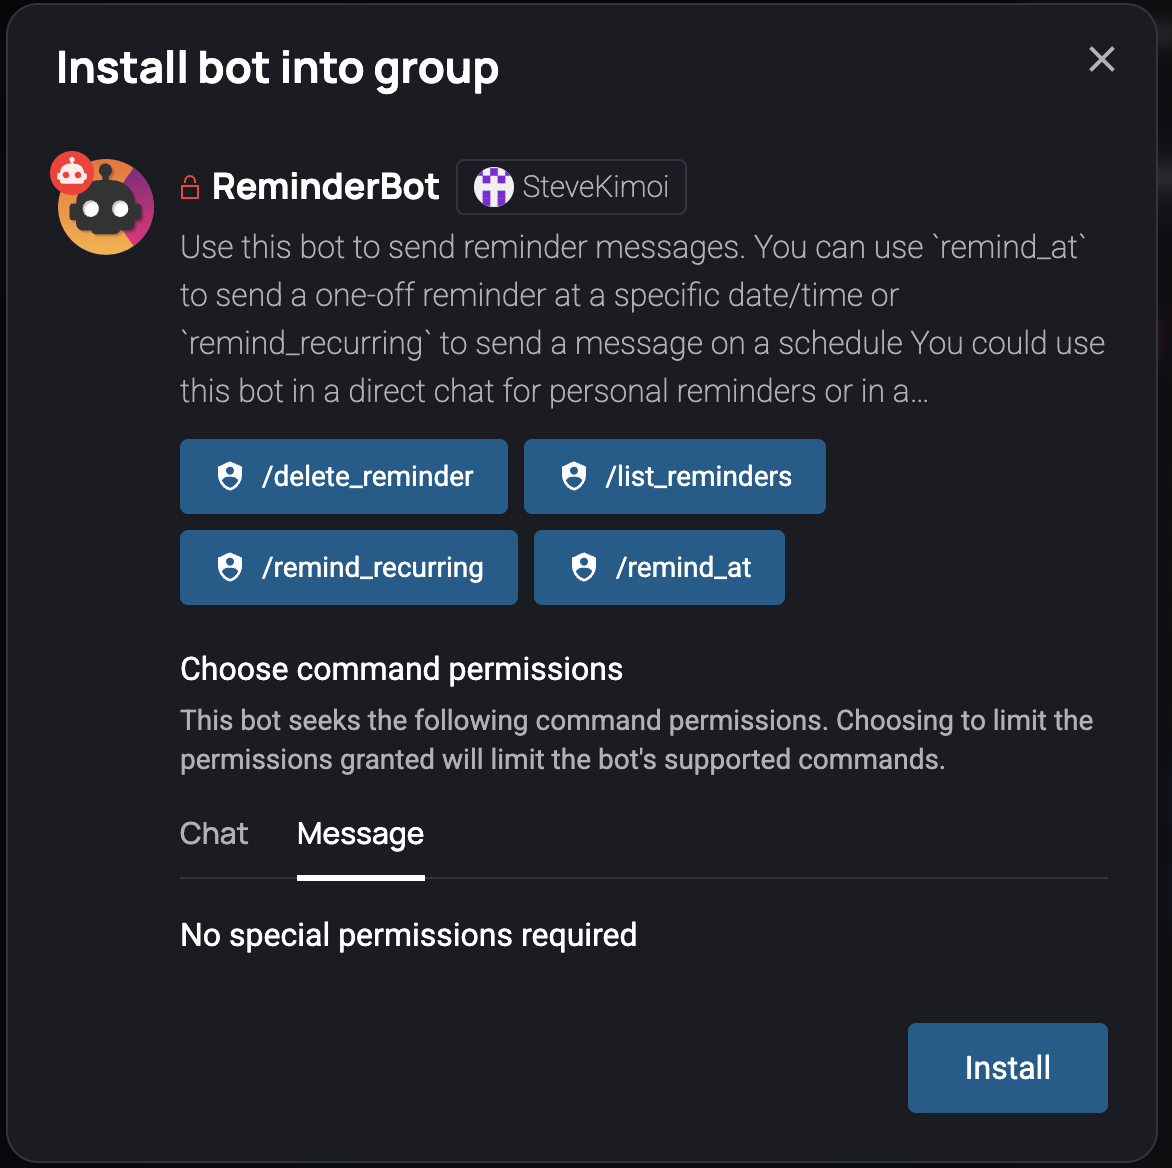 Install bot into group
ReminderBot SteveKimoi
Use this bot to send reminder messages. You can use `remind_at`
to send a one-off reminder at a specific date/time or
`remind_recurring` to send a message on a schedule You could use
this bot in a direct chat for personal reminders or in a...
/delete_reminder /list_reminders
/remind_recurring /remind_at
Choose command permissions
This bot seeks the following command permissions. Choosing to limit the
permissions granted will limit the bot's supported commands.
Chat Message
No special permissions required
Install